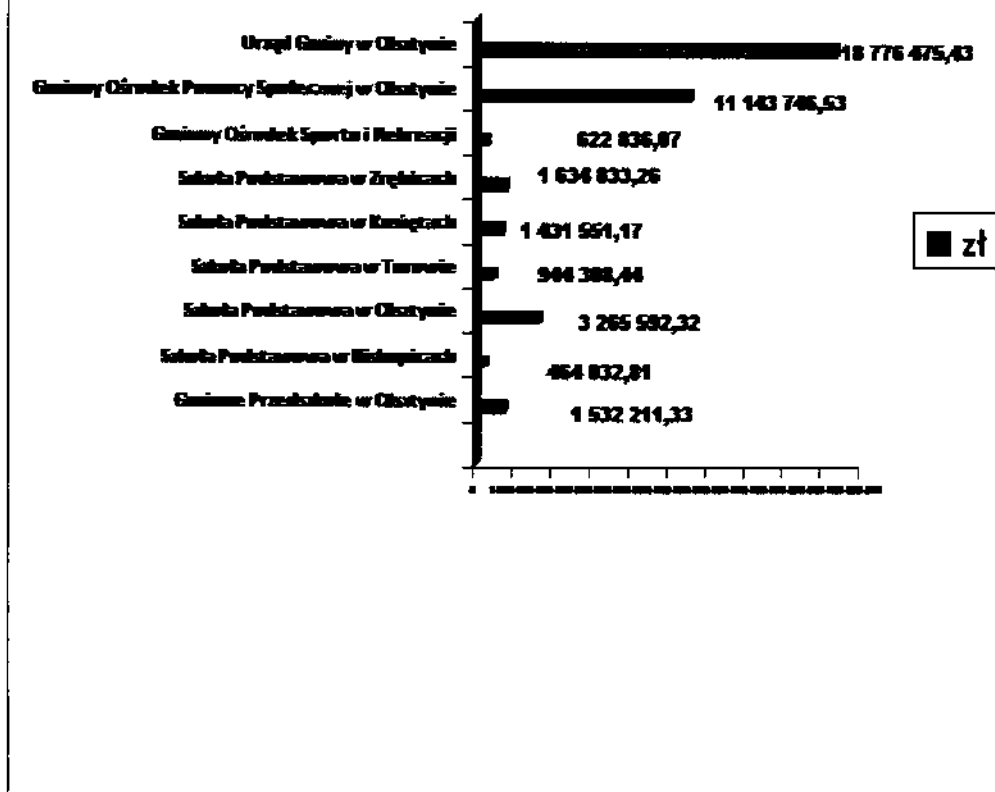 Urząd Gminy w Olsztynie 18 776 475,43
Gminny Ośrodek Pomocy Społecznej w Olsztynie 11 143 746,53
Gminny Ośrodek Sportu i Rekreacji 622 836,87
Szkoła Podstawowa w Zrębicach 1 634 833,26
Szkoła Podstawowa w Kusiętach 1 431 551,17
Szkoła Podstawowa w Turowie 944 388,44
Szkoła Podstawowa w Olsztynie 3 265 592,32
Szkoła Podstawowa w Biskupicach 464 832,81
Gminne Przedszkole w Olsztynie 1 532 211,33
zł